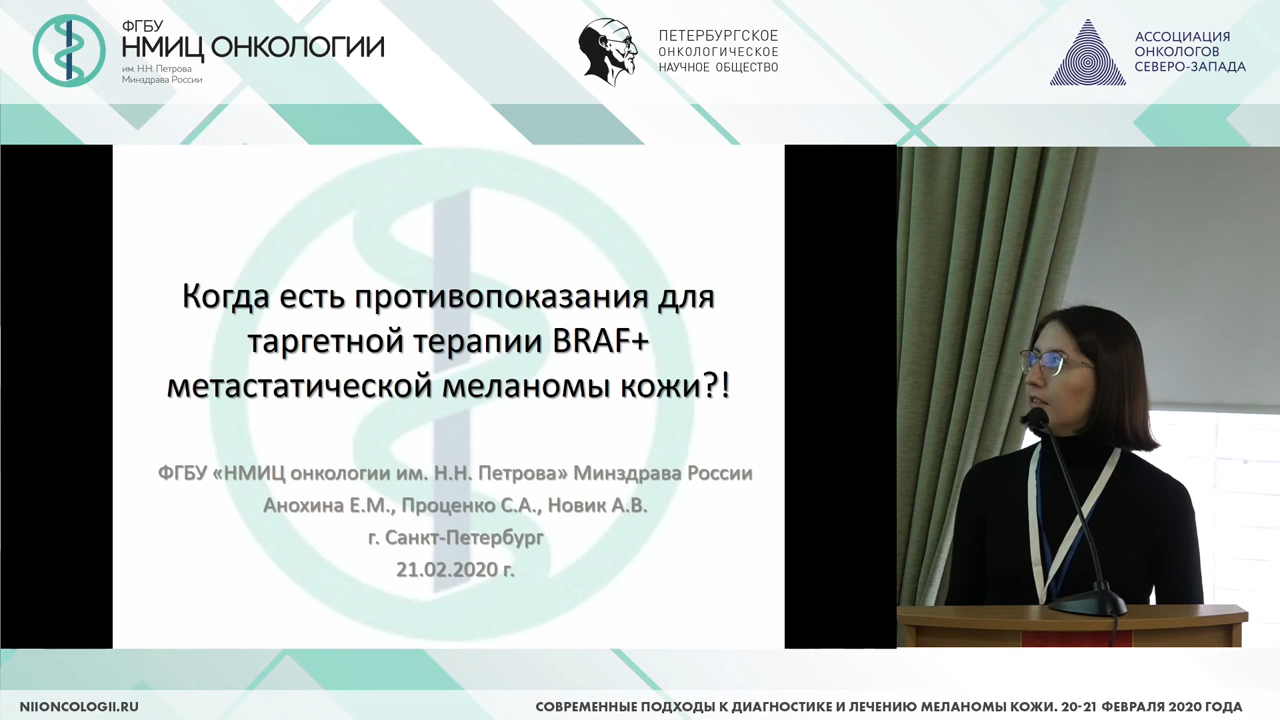 ФГБУ
НМИЦ ОНКОЛОГИИ
им. Н.Н. Петрова
Минздрава России
ПЕТЕРБУРГСКОЕ
ОНКОЛОГИЧЕСКОЕ
НАУЧНОЕ ОБЩЕСТВО
АССОЦИАЦИЯ
ОНКОЛОГОВ
СЕВЕРО-ЗАПАДА
Когда есть противопоказания для
таргетной терапии BRAF+
метастатической меланомы кожи?!
ФГБУ «НМИЦ онкологии им. Н.Н. Петрова» Минздрава России
Анохина Е.М., Проценко С.А., Новик А.В.
г. Санкт-Петербург
21.02.2020 г.
NIIONCOLOGII.RU
СОВРЕМЕННЫЕ ПОДХОДЫ К ДИАГНОСТИКЕ И ЛЕЧЕНИЮ МЕЛАНОМЫ КОЖИ. 20-21 ФЕВРАЛЯ 2020 ГОДА